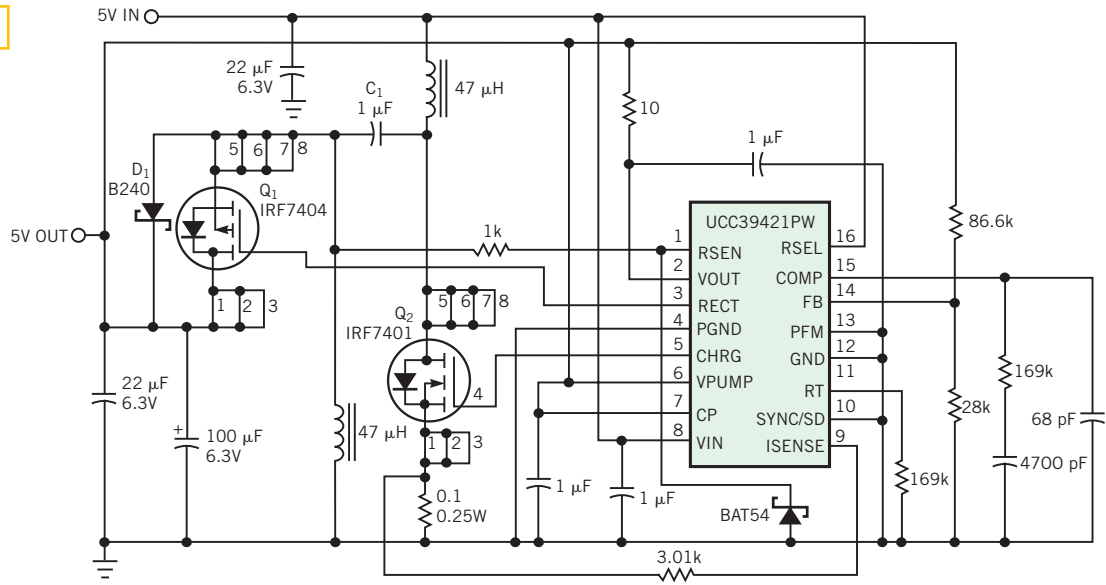 5V IN
22 µF
6.3V
47 µH
C1
1 µF
10
1 µF
5 6 7 8
D1
B240
Q1
IRF7404
5V OUT
1 2 3
1k
UCC39421PW
1 RSEN
2 VOUT
3 RECT
4 PGND
5 CHRG
6 VPUMP
7 CP
8 VIN
RSEL 16
COMP 15
FB 14
PFM 13
GND 12
RT 11
SYNC/SD 10
ISENSE 9
86.6k
5 6 7 8
Q2
IRF7401
4
1 2 3
22 µF
6.3V
+
100 µF
6.3V
47 µH
0.1
0.25W
1 µF
1 µF
BAT54
169k
28k
169k
4700 pF
68 pF
3.01k